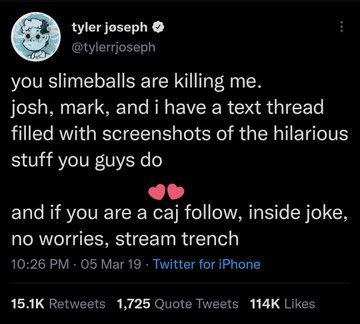 tyler jøseph
@tylerrjoseph
you slimeballs are killing me.
josh, mark, and i have a text thread
filled with screenshots of the hilarious
stuff you guys do
💕
and if you are a caj follow, inside joke,
no worries, stream trench
10:26 PM · 05 Mar 19 · Twitter for iPhone
15.1K Retweets 1,725 Quote Tweets 114K Likes